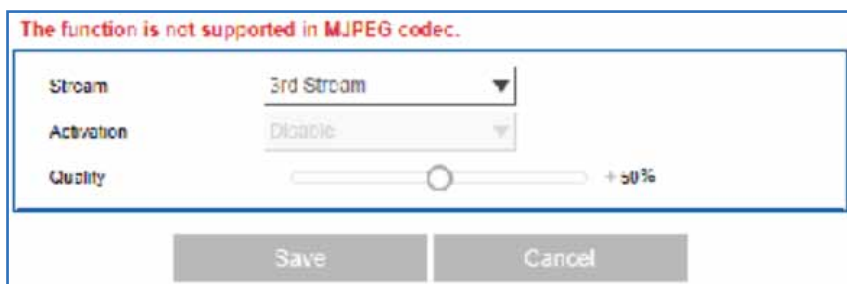 The function is not supported in MJPEG codec.
Stream 3rd Stream
Activation Disable
Quality +50%
Save Cancel